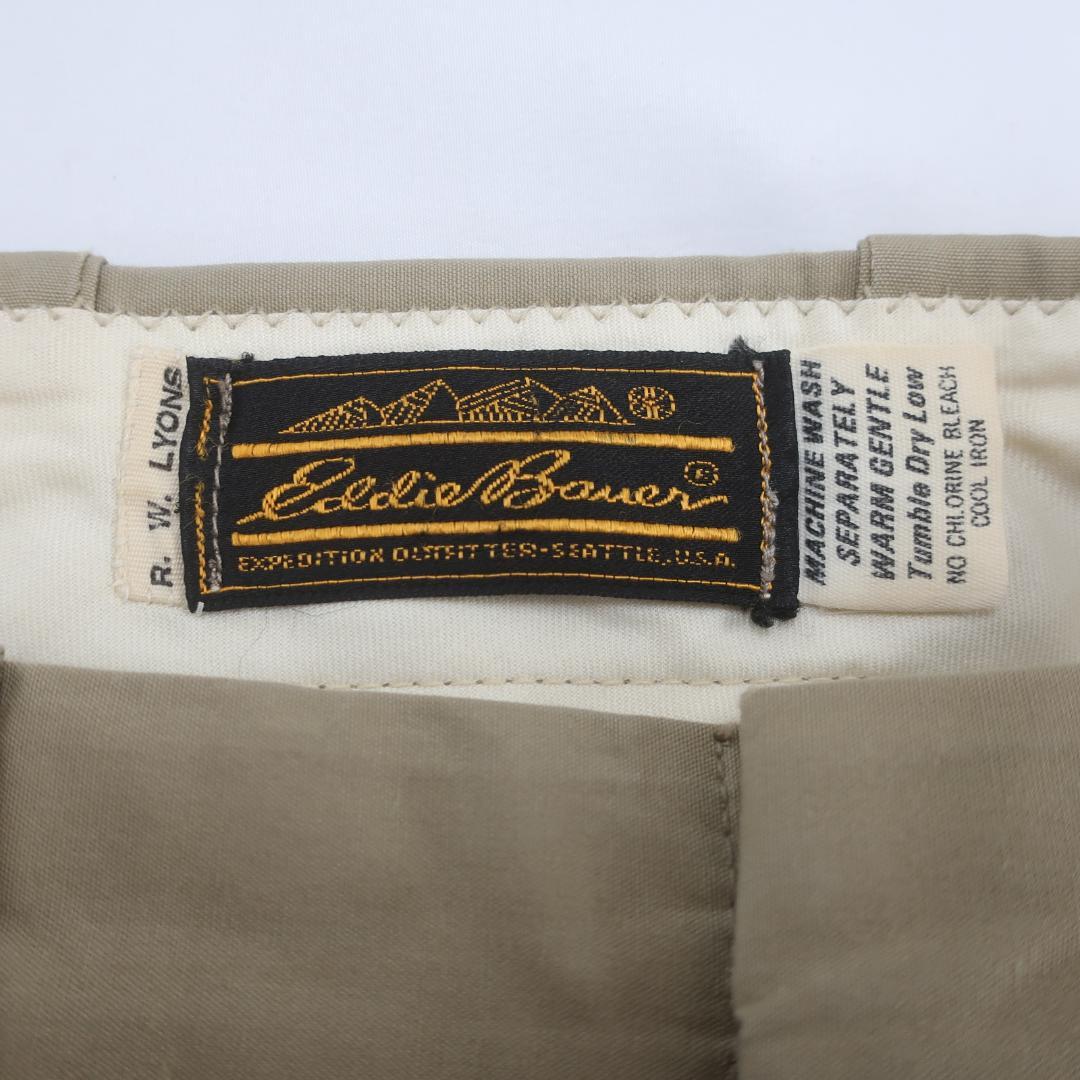 R. W. LYONS
Eddie Bauer ®
EXPEDITION OUTFITTER-SEATTLE, U.S.A.
MACHINE WASH
SEPARATELY
WARM GENTLE
Tumble Dry Low
NO CHLORINE BLEACH
COOL IRON